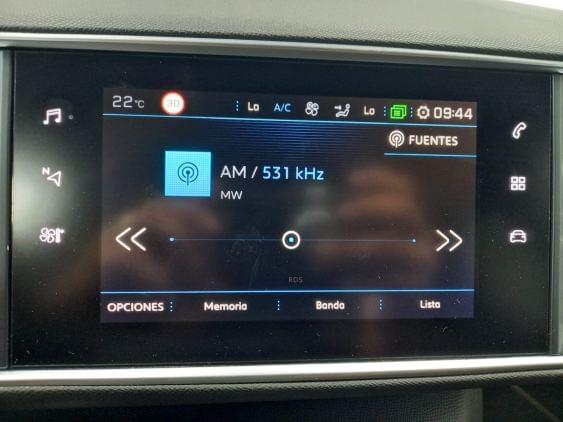 22°C 30 Lo A/C Lo 09:44
FUENTES
AM / 531 kHz
MW
N
RDS
OPCIONES Memoria Banda Lista